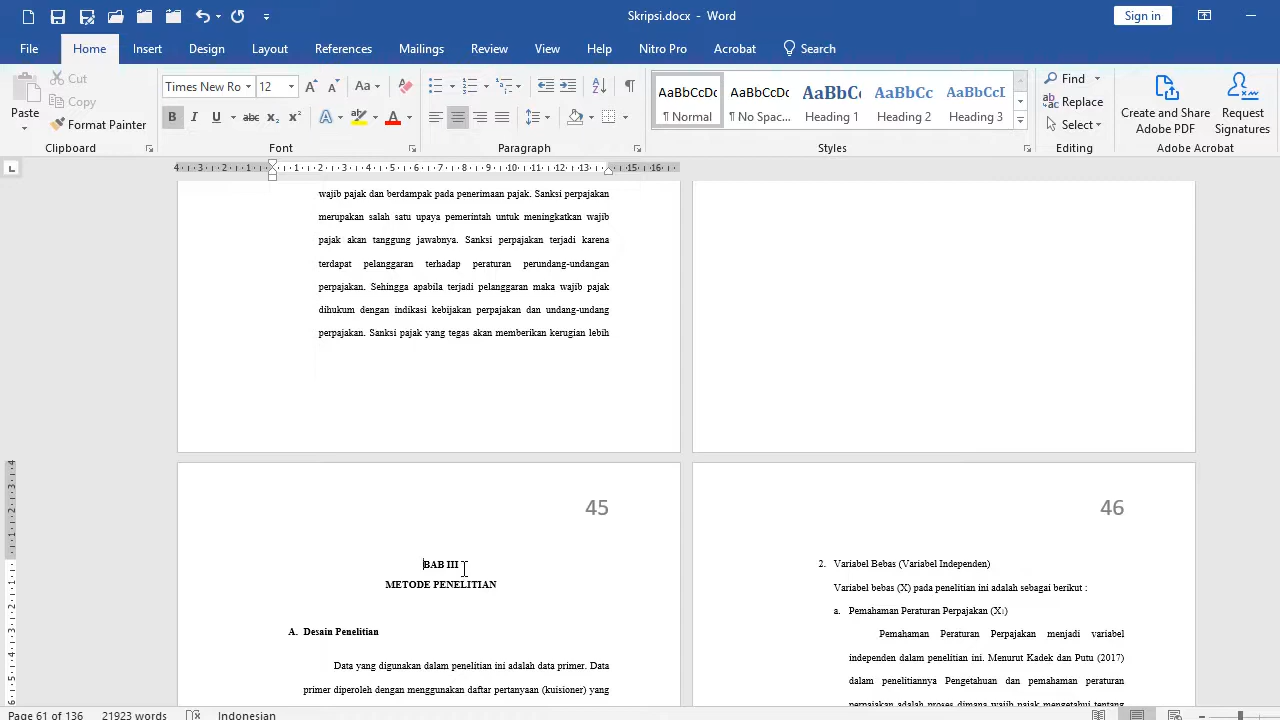 Skripsi.docx - Word
Sign in
File Home Insert Design Layout References Mailings Review View Help Nitro Pro Acrobat Search
Paste
Cut
Copy
Format Painter
Clipboard
Times New Ro 12
Font
Paragraph
AaBbCcDc ¶ Normal
AaBbCcDc ¶ No Spac...
AaBbCc Heading 1
AaBbCc Heading 2
AaBbCcD Heading 3
Styles
Find
Replace
Select
Editing
Create and Share Adobe PDF
Request Signatures
Adobe Acrobat
wajib pajak dan berdampak pada penerimaan pajak. Sanksi perpajakan
merupakan salah satu upaya pemerintah untuk meningkatkan wajib
pajak akan tanggung jawabnya. Sanksi perpajakan terjadi karena
terdapat pelanggaran terhadap peraturan perundang-undangan
perpajakan. Sehingga apabila terjadi pelanggaran maka wajib pajak
dihukum dengan indikasi kebijakan perpajakan dan undang-undang
perpajakan. Sanksi pajak yang tegas akan memberikan kerugian lebih
45
BAB III
METODE PENELITIAN
A. Desain Penelitian
Data yang digunakan dalam penelitian ini adalah data primer. Data
primer diperoleh dengan menggunakan daftar pertanyaan (kuisioner) yang
46
2. Variabel Bebas (Variabel Independen)
Variabel bebas (X) pada penelitian ini adalah sebagai berikut :
a. Pemahaman Peraturan Perpajakan (X₁)
Pemahaman Peraturan Perpajakan menjadi variabel
independen dalam penelitian ini. Menurut Kadek dan Putu (2017)
dalam penelitiannya Pengetahuan dan pemahaman peraturan
perpajakan adalah proses dimana wajib pajak mengetahui tentang
Page 61 of 136 21923 words Indonesian